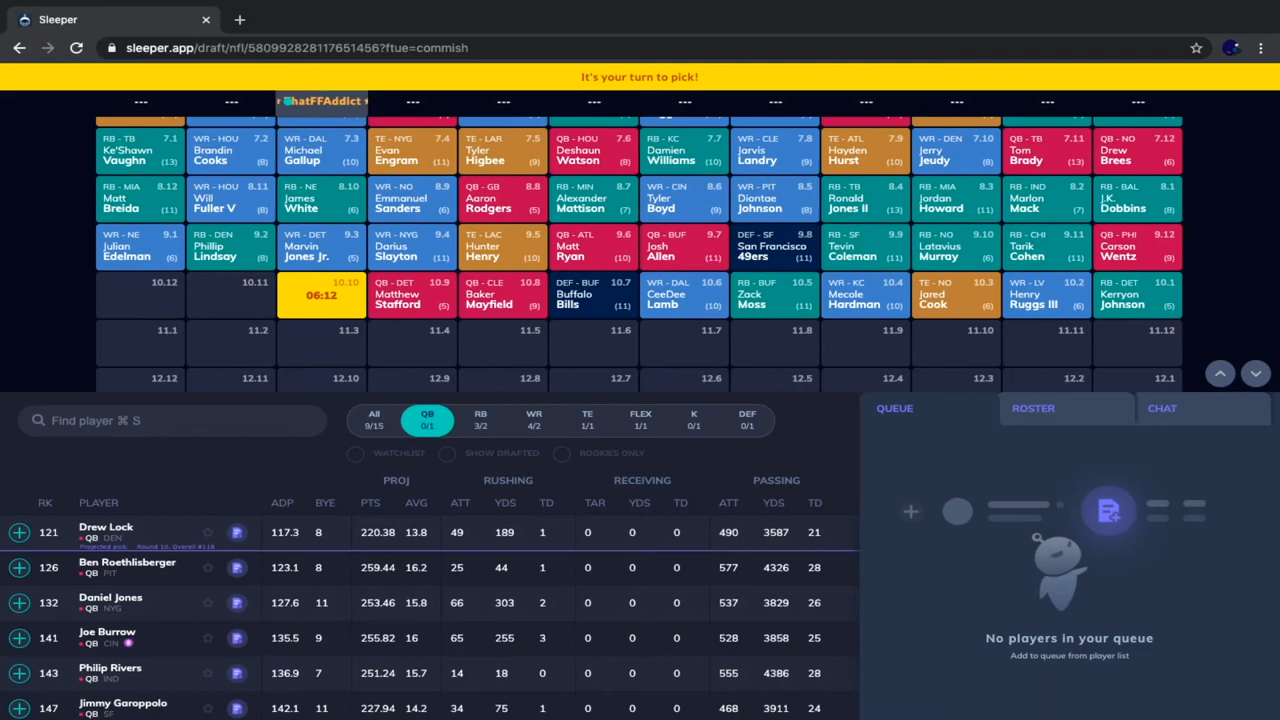 Sleeper
sleeper.app/draft/nfl/580992828117651456?ftue=commish
It's your turn to pick!
--- --- hatFFAddict --- --- --- --- --- --- --- --- ---
RB - TB 7.1 WR - HOU 7.2 WR - DAL 7.3 TE - NYG 7.4 TE - LAR 7.5 QB - HOU 7.6 RB - KC 7.7 WR - CLE 7.8 TE - ATL 7.9 WR - DEN 7.10 QB - TB 7.11 QB - NO 7.12
Ke'Shawn Brandin Michael Evan Tyler Deshaun Damien Jarvis Hayden Jerry Tom Drew
Vaughn (13) Cooks (8) Gallup (10) Engram (11) Higbee (9) Watson (8) Williams (10) Landry (9) Hurst (10) Jeudy (8) Brady (13) Brees (6)
RB - MIA 8.12 WR - HOU 8.11 RB - NE 8.10 WR - NO 8.9 QB - GB 8.8 RB - MIN 8.7 WR - CIN 8.6 WR - PIT 8.5 RB - TB 8.4 RB - MIA 8.3 RB - IND 8.2 RB - BAL 8.1
Matt Will James Emmanuel Aaron Alexander Tyler Diontae Ronald Jordan Marlon J.K.
Breida (11) Fuller V (8) White (6) Sanders (6) Rodgers (5) Mattison (7) Boyd (9) Johnson (8) Jones II (13) Howard (11) Mack (7) Dobbins (8)
WR - NE 9.1 RB - DEN 9.2 WR - DET 9.3 WR - NYG 9.4 TE - LAC 9.5 QB - ATL 9.6 QB - BUF 9.7 DEF - SF 9.8 RB - SF 9.9 RB - NO 9.10 RB - CHI 9.11 QB - PHI 9.12
Julian Phillip Marvin Darius Hunter Matt Josh San Francisco Tevin Latavius Tarik Carson
Edelman (6) Lindsay (8) Jones Jr. (5) Slayton (11) Henry (10) Ryan (10) Allen (11) 49ers (11) Coleman (11) Murray (6) Cohen (11) Wentz (9)
10.12 10.11 10.10 QB - DET 10.9 QB - CLE 10.8 DEF - BUF 10.7 WR - DAL 10.6 RB - BUF 10.5 WR - KC 10.4 TE - NO 10.3 WR - LV 10.2 RB - DET 10.1
06:12 Matthew Baker Buffalo CeeDee Zack Mecole Jared Henry Kerryon
Stafford (5) Mayfield (9) Bills (11) Lamb (10) Moss (11) Hardman (10) Cook (6) Ruggs III (6) Johnson (5)
11.1 11.2 11.3 11.4 11.5 11.6 11.7 11.8 11.9 11.10 11.11 11.12
12.12 12.11 12.10 12.9 12.8 12.7 12.6 12.5 12.4 12.3 12.2 12.1
Find player ⌘ S
All QB RB WR TE FLEX K DEF
9/15 0/1 3/2 4/2 1/1 1/1 0/1 0/1
QUEUE ROSTER CHAT
WATCHLIST SHOW DRAFTED ROOKIES ONLY
PROJ RUSHING RECEIVING PASSING
RK PLAYER ADP BYE PTS AVG ATT YDS TD TAR YDS TD ATT YDS TD
121 Drew Lock 117.3 8 220.38 13.8 49 189 1 0 0 0 490 3587 21
QB DEN
Projected pick: Round 10, Overall #119
126 Ben Roethlisberger 123.1 8 259.44 16.2 25 44 1 0 0 0 577 4326 28
QB PIT
132 Daniel Jones 127.6 11 253.46 15.8 66 303 2 0 0 0 537 3829 26
QB NYG
141 Joe Burrow 135.5 9 255.82 16 65 255 3 0 0 0 528 3858 25
QB CIN R
143 Philip Rivers 136.9 7 251.24 15.7 14 18 0 0 0 0 555 4386 28
QB IND
147 Jimmy Garoppolo 142.1 11 227.94 14.2 34 75 1 0 0 0 468 3911 24
QB SF
No players in your queue
Add to queue from player list